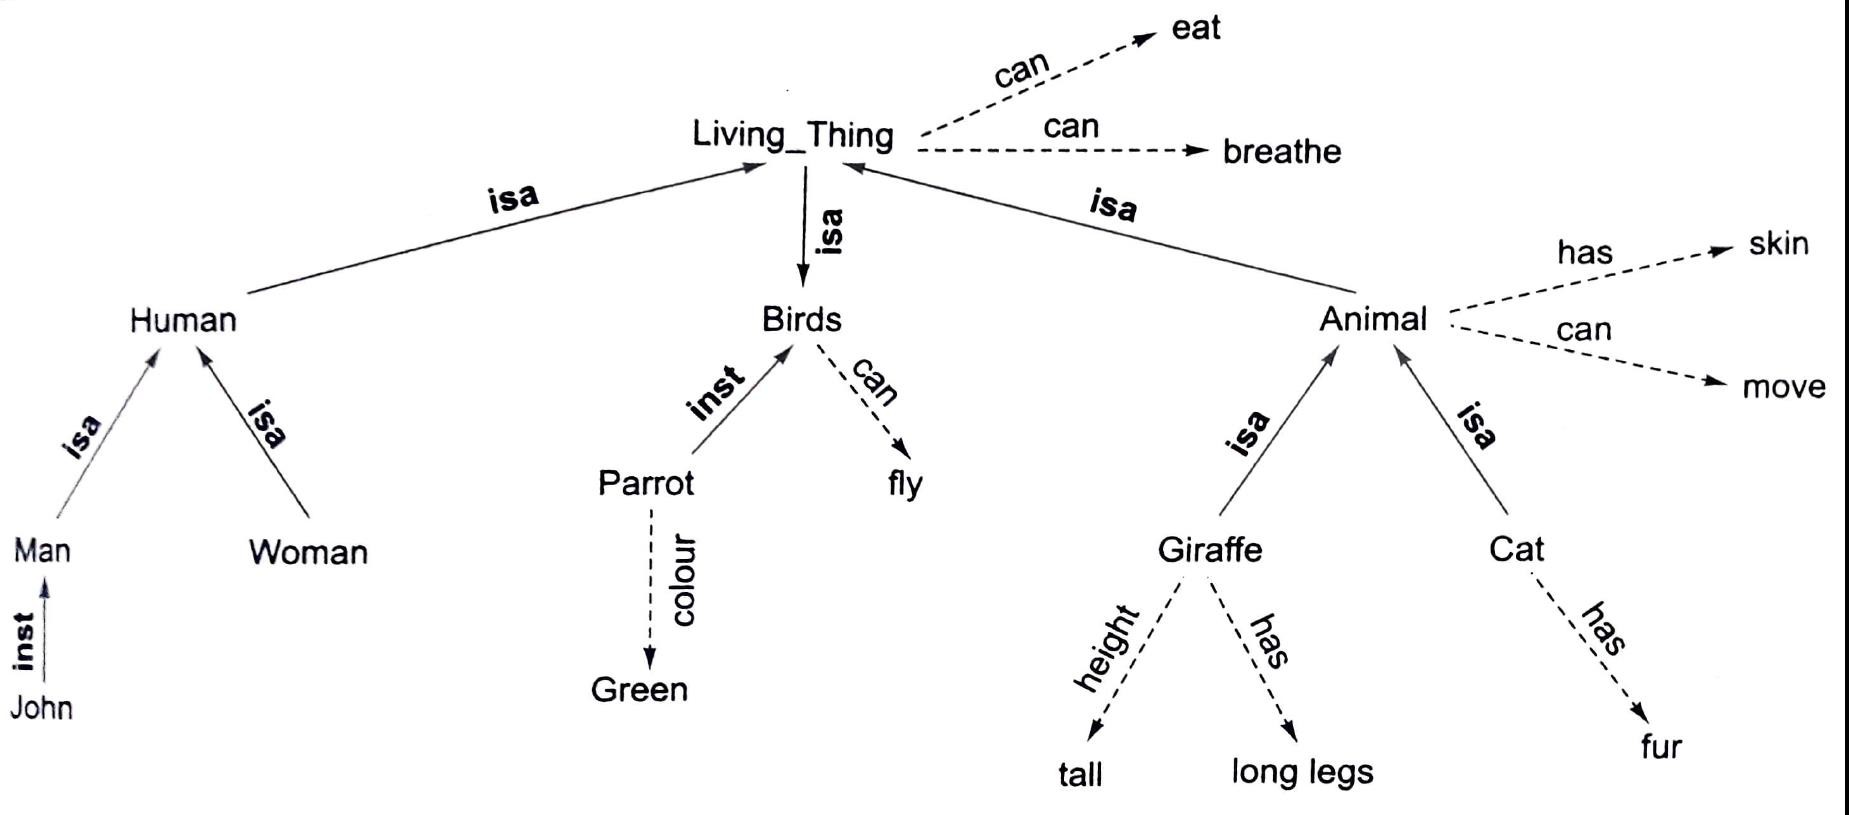 eat
can
Living_Thing
can
breathe
isa
isa
isa
has
skin
Human
Birds
Animal
can
move
isa
isa
inst
can
isa
isa
Parrot
fly
Man
Woman
Giraffe
Cat
colour
inst
height
has
has
Green
John
fur
tall
long legs